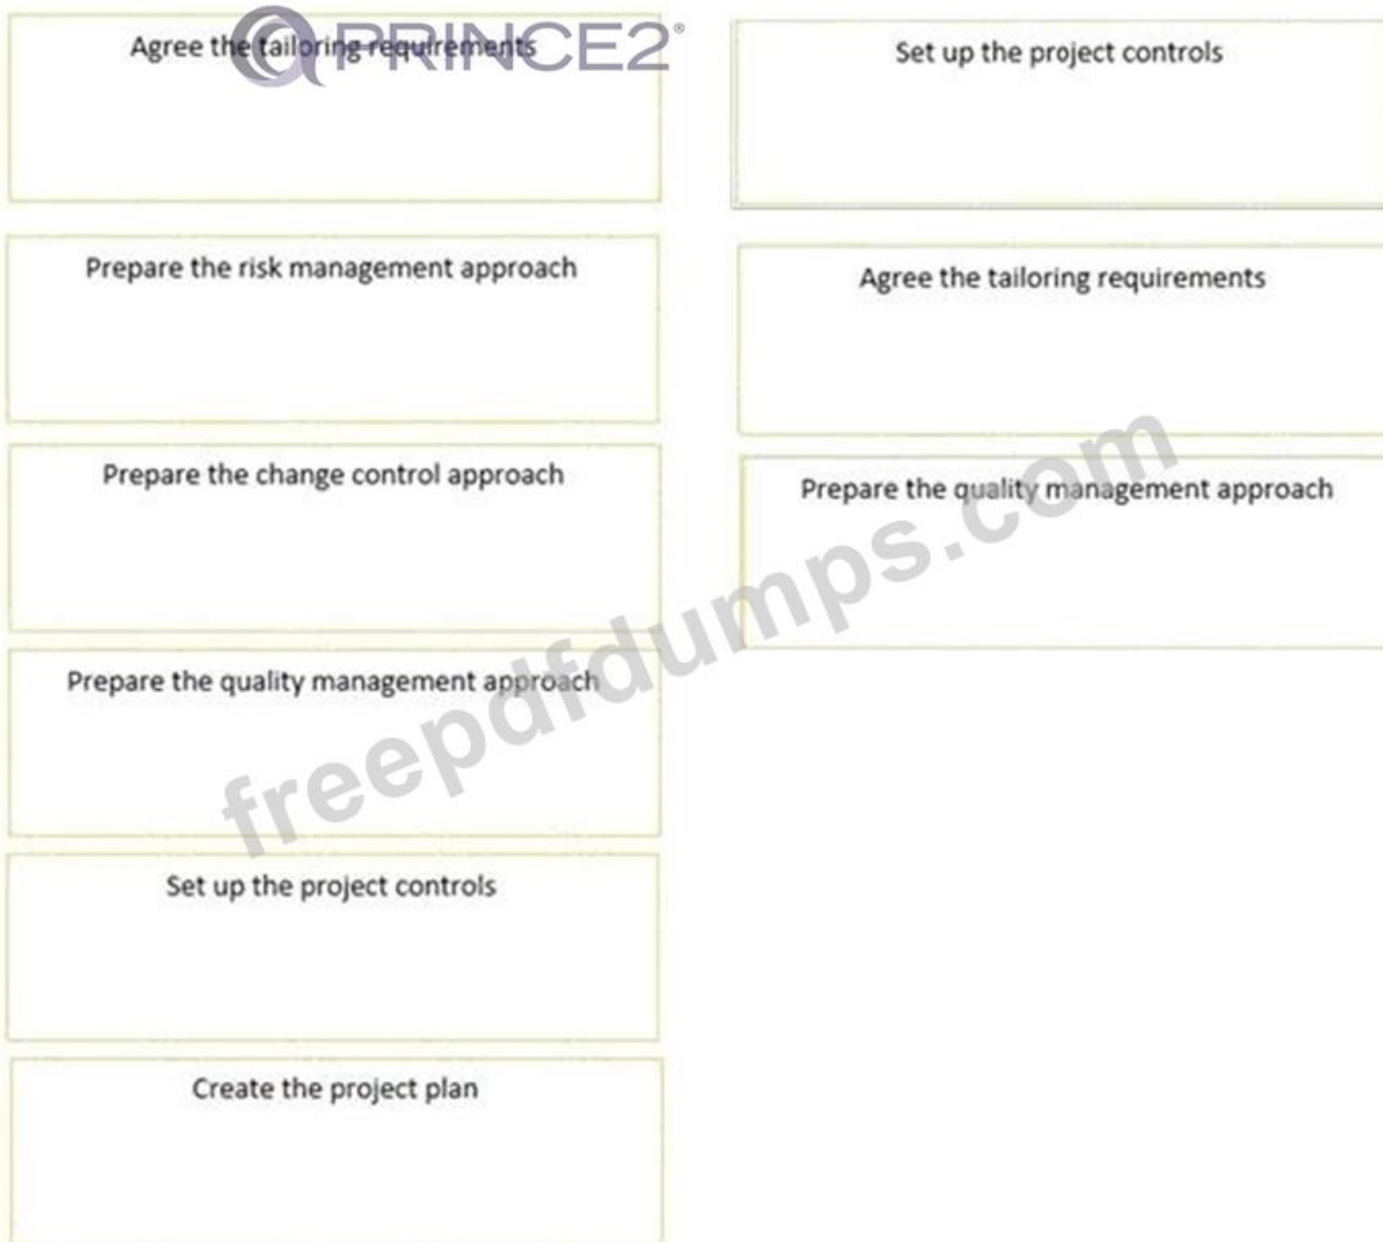 Agree the tailoring requirements
PRINCE2®
Prepare the risk management approach
Prepare the change control approach
Prepare the quality management approach
Set up the project controls
Create the project plan
Set up the project controls
Agree the tailoring requirements
Prepare the quality management approach
freepdfdumps.com